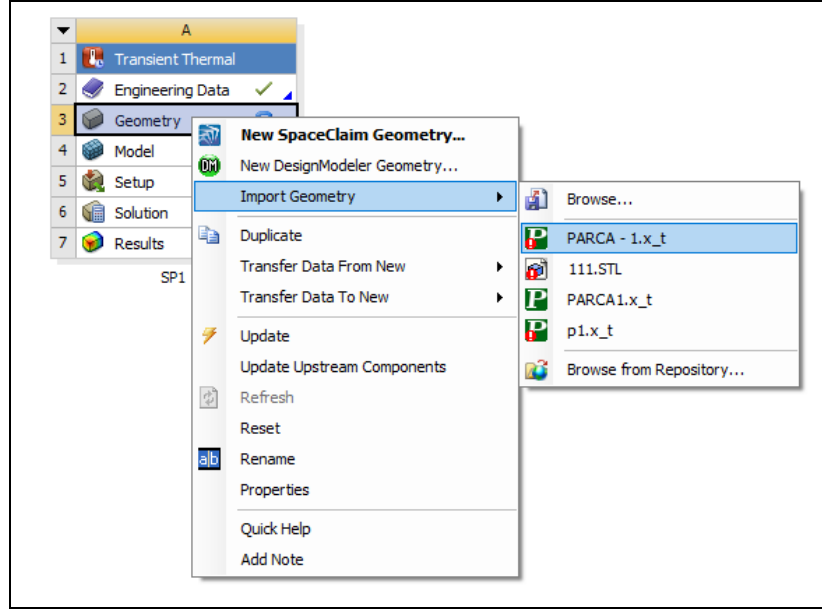 A
1 Transient Thermal
2 Engineering Data
3 Geometry
4 Model
5 Setup
6 Solution
7 Results
SP1
New SpaceClaim Geometry...
DM New DesignModeler Geometry...
Import Geometry
Duplicate
Transfer Data From New
Transfer Data To New
Update
Update Upstream Components
Refresh
Reset
a|b Rename
Properties
Quick Help
Add Note
Browse...
P PARCA - 1.x_t
111.STL
P PARCA1.x_t
P p1.x_t
Browse from Repository...